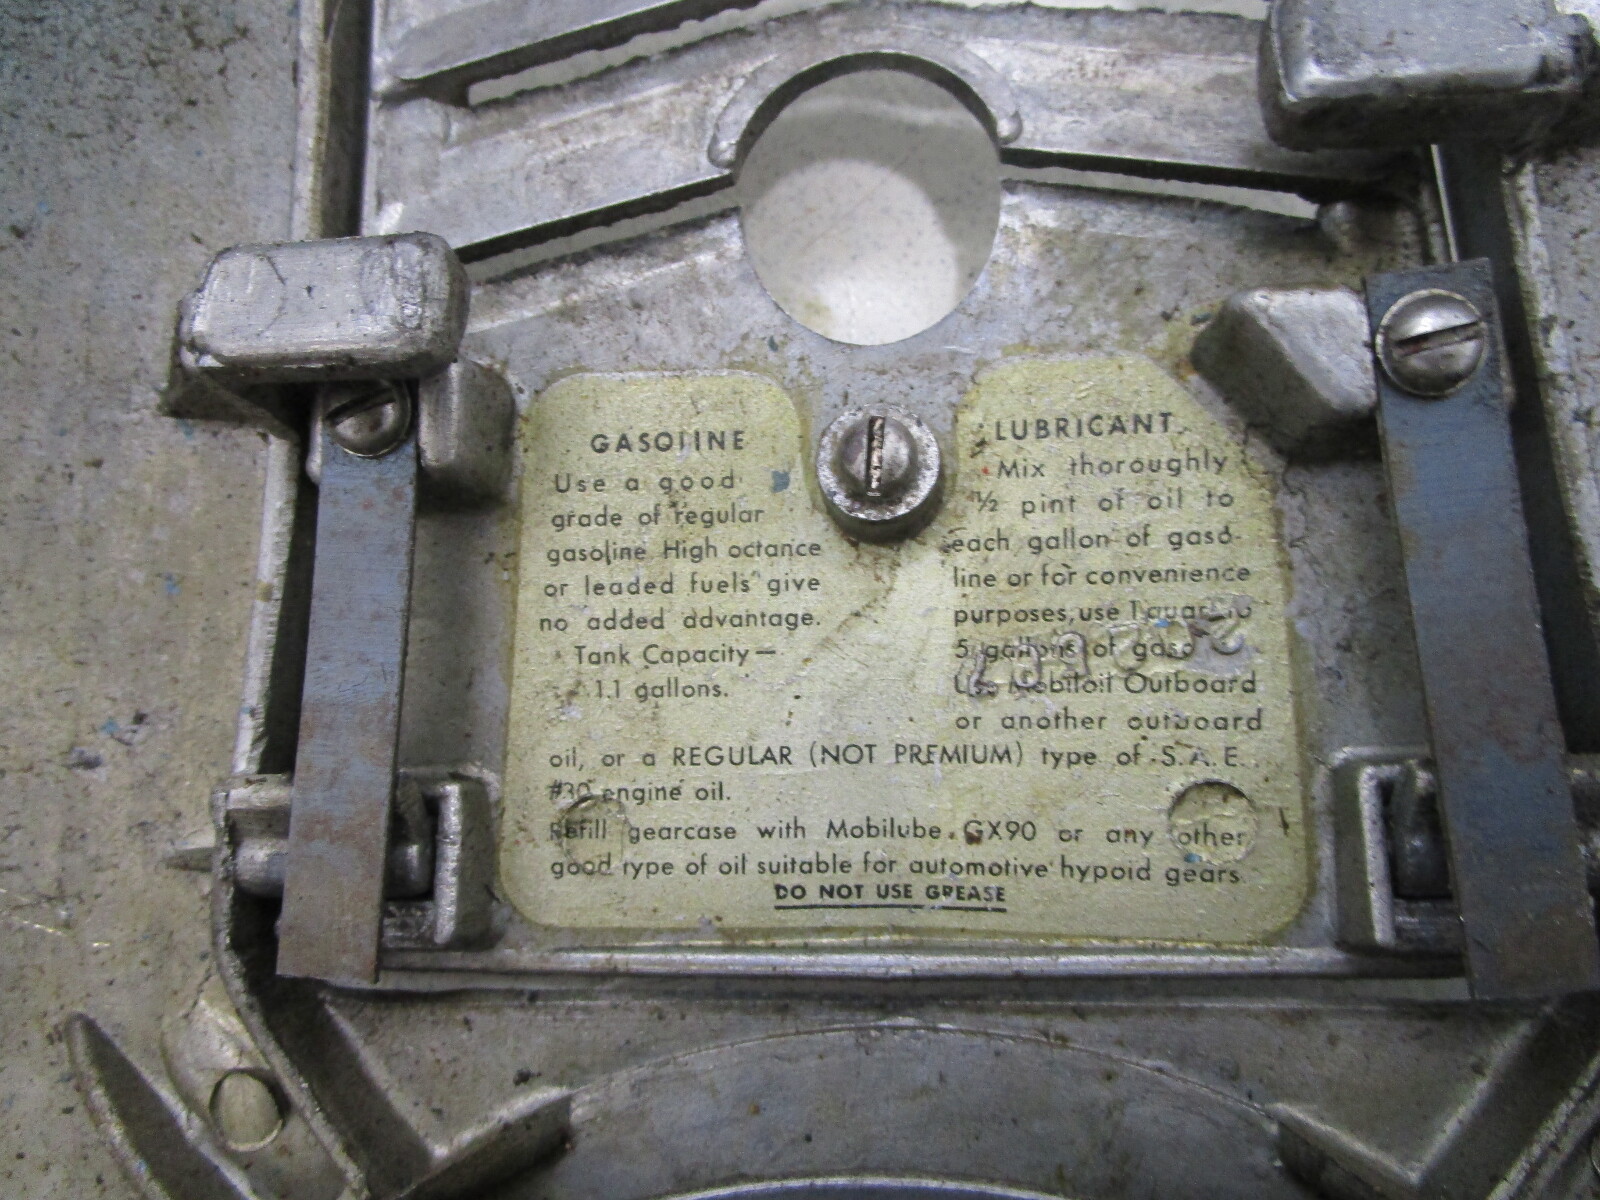 GASOLINE
Use a good
grade of regular
gasoline. High octance
or leaded fuels give
no added advantage.
Tank Capacity —
1.1 gallons.
LUBRICANT
Mix thoroughly
½ pint of oil to
each gallon of gaso-
line or for convenience
purposes, use 1 quart to
5 gallons of gaso
Use Mobiloil Outboard
or another outboard
oil, or a REGULAR (NOT PREMIUM) type of S.A.E.
#30 engine oil.
Refill gearcase with Mobilube GX90 or any other
good type of oil suitable for automotive hypoid gears.
DO NOT USE GREASE